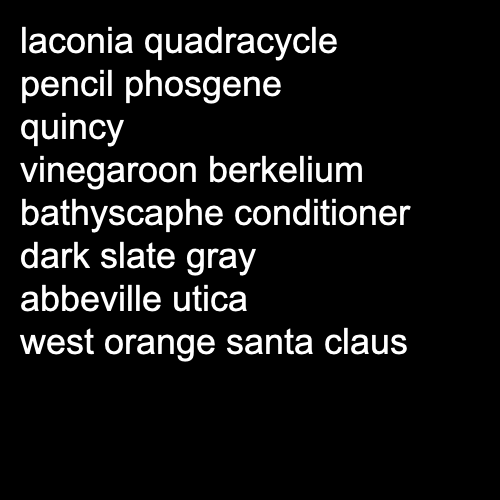 laconia quadracycle
pencil phosgene
quincy
vinegaroon berkelium
bathyscaphe conditioner
dark slate gray
abbeville utica
west orange santa claus